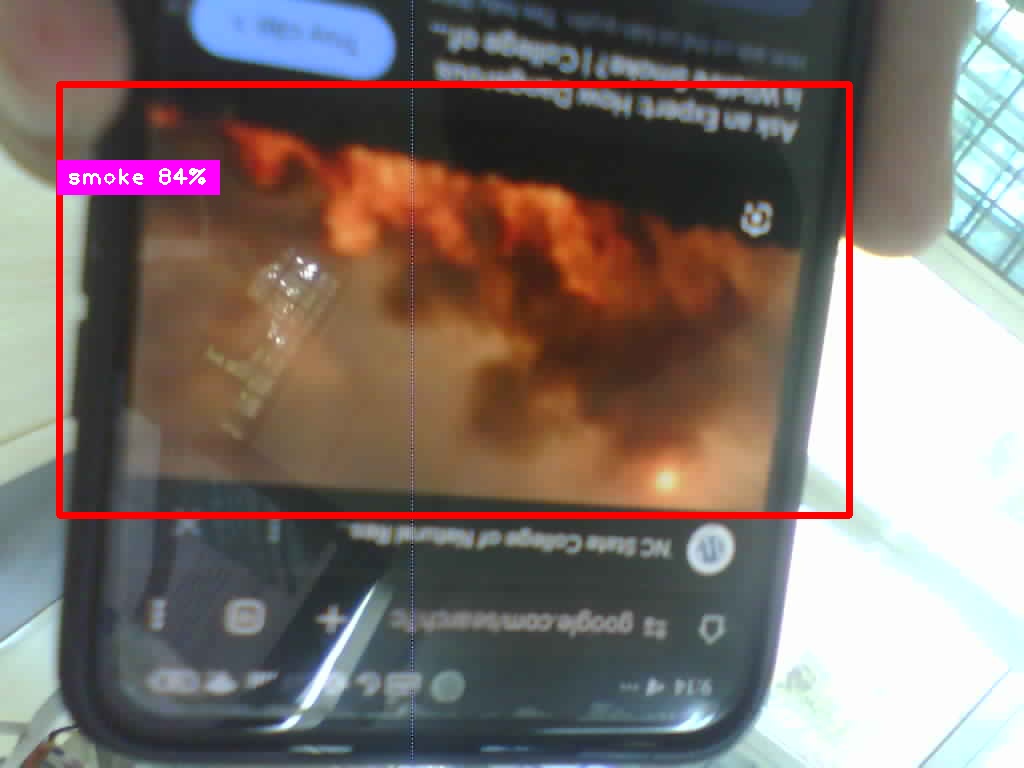 smoke 84%
9:14
google.com/search?c
NC State College of Natural Res...
Ask an Expert: How Dangerous
is Wildfire Smoke? | College of...